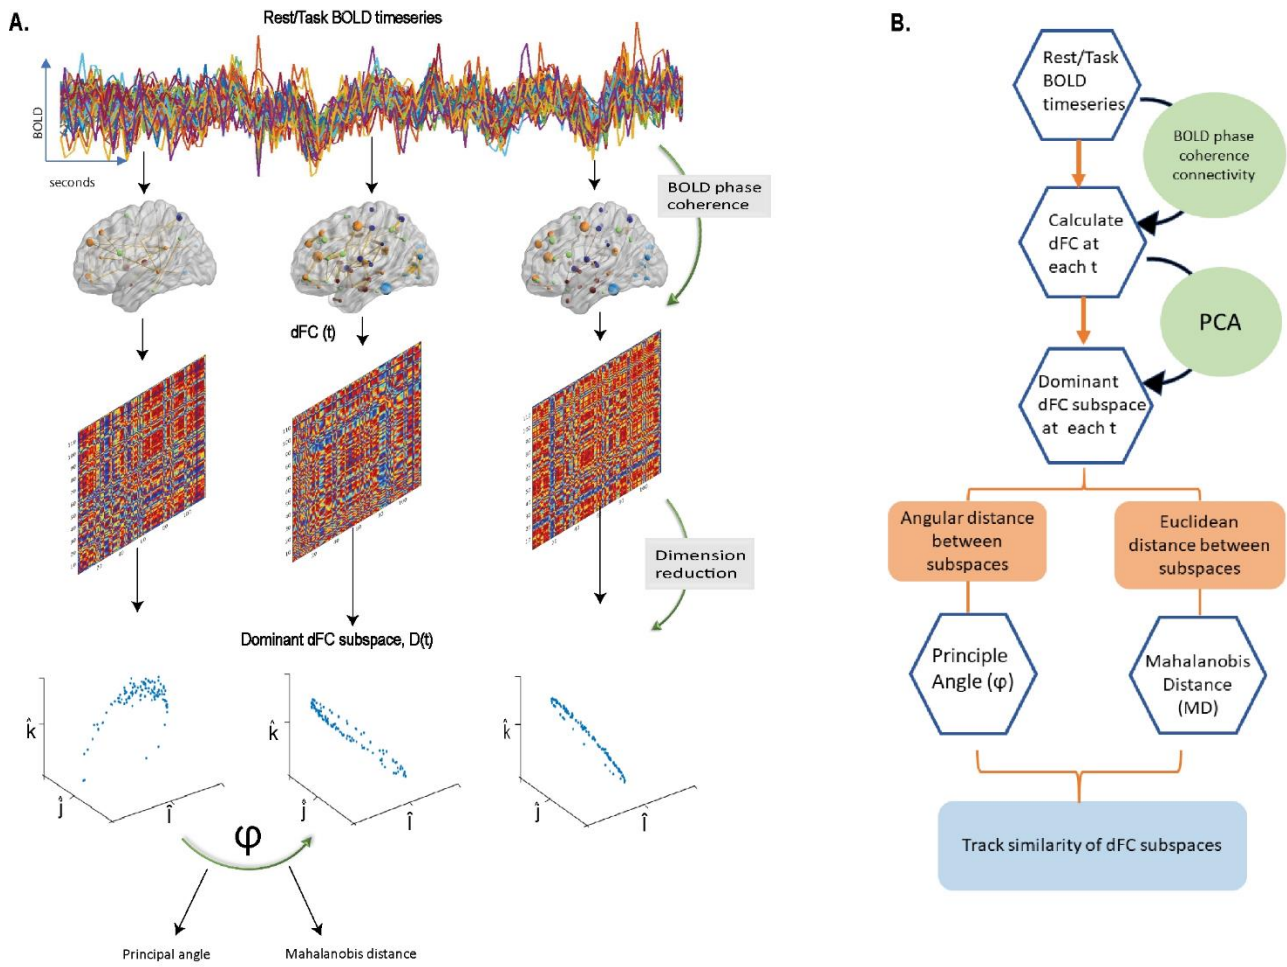 A.
Rest/Task BOLD timeseries
BOLD
seconds
BOLD phase
coherence
dFC (t)
Dimension
reduction
Dominant dFC subspace, D(t)
k̂
ĵ
î
k̂
ĵ
î
k̂
ĵ
î
φ
Principal angle
Mahalanobis distance
B.
Rest/Task
BOLD
timeseries
BOLD phase
coherence
connectivity
Calculate
dFC at
each t
PCA
Dominant
dFC subspace
at each t
Angular distance
between
subspaces
Euclidean
distance between
subspaces
Principle
Angle (φ)
Mahalanobis
Distance
(MD)
Track similarity of dFC subspaces